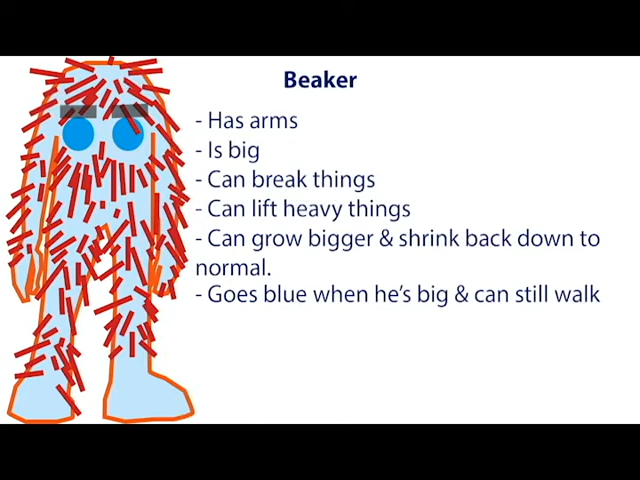 Beaker
- Has arms
- Is big
- Can break things
- Can lift heavy things
- Can grow bigger & shrink back down to
normal.
- Goes blue when he's big & can still walk